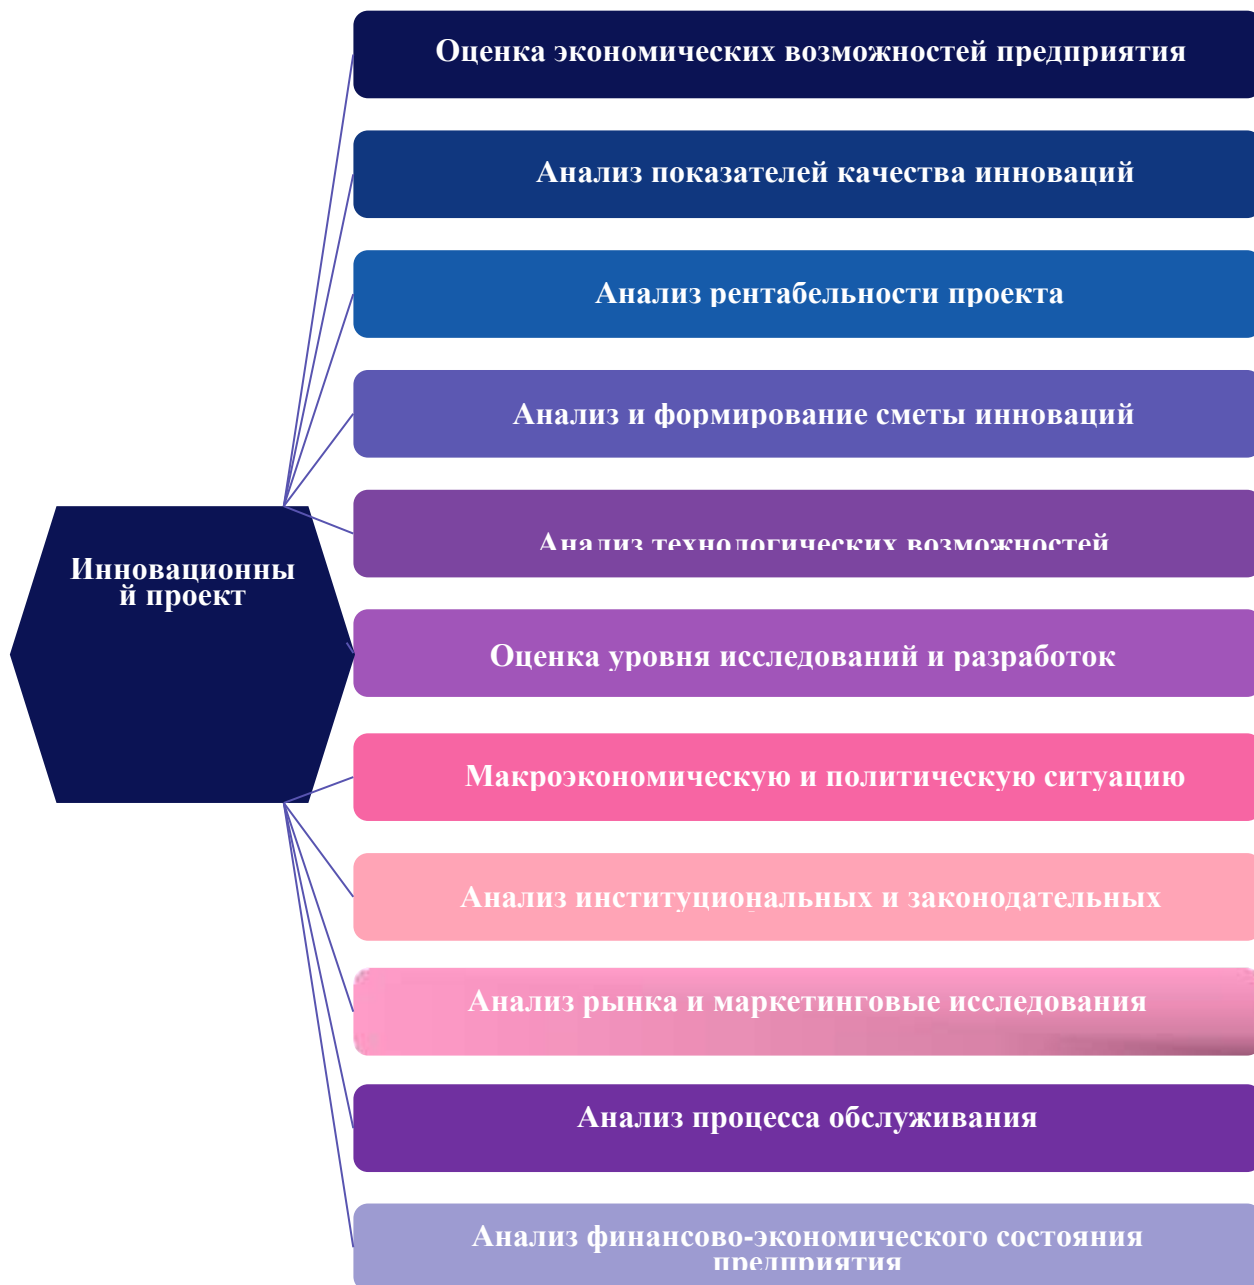 Оценка экономических возможностей предприятия
Анализ показателей качества инноваций
Анализ рентабельности проекта
Анализ и формирование сметы инноваций
Анализ технологических возможностей
Инновационны
й проект
Оценка уровня исследований и разработок
Макроэкономическую и политическую ситуацию
Анализ институциональных и законодательных
Анализ рынка и маркетинговые исследования
Анализ процесса обслуживания
Анализ финансово-экономического состояния
предприятия